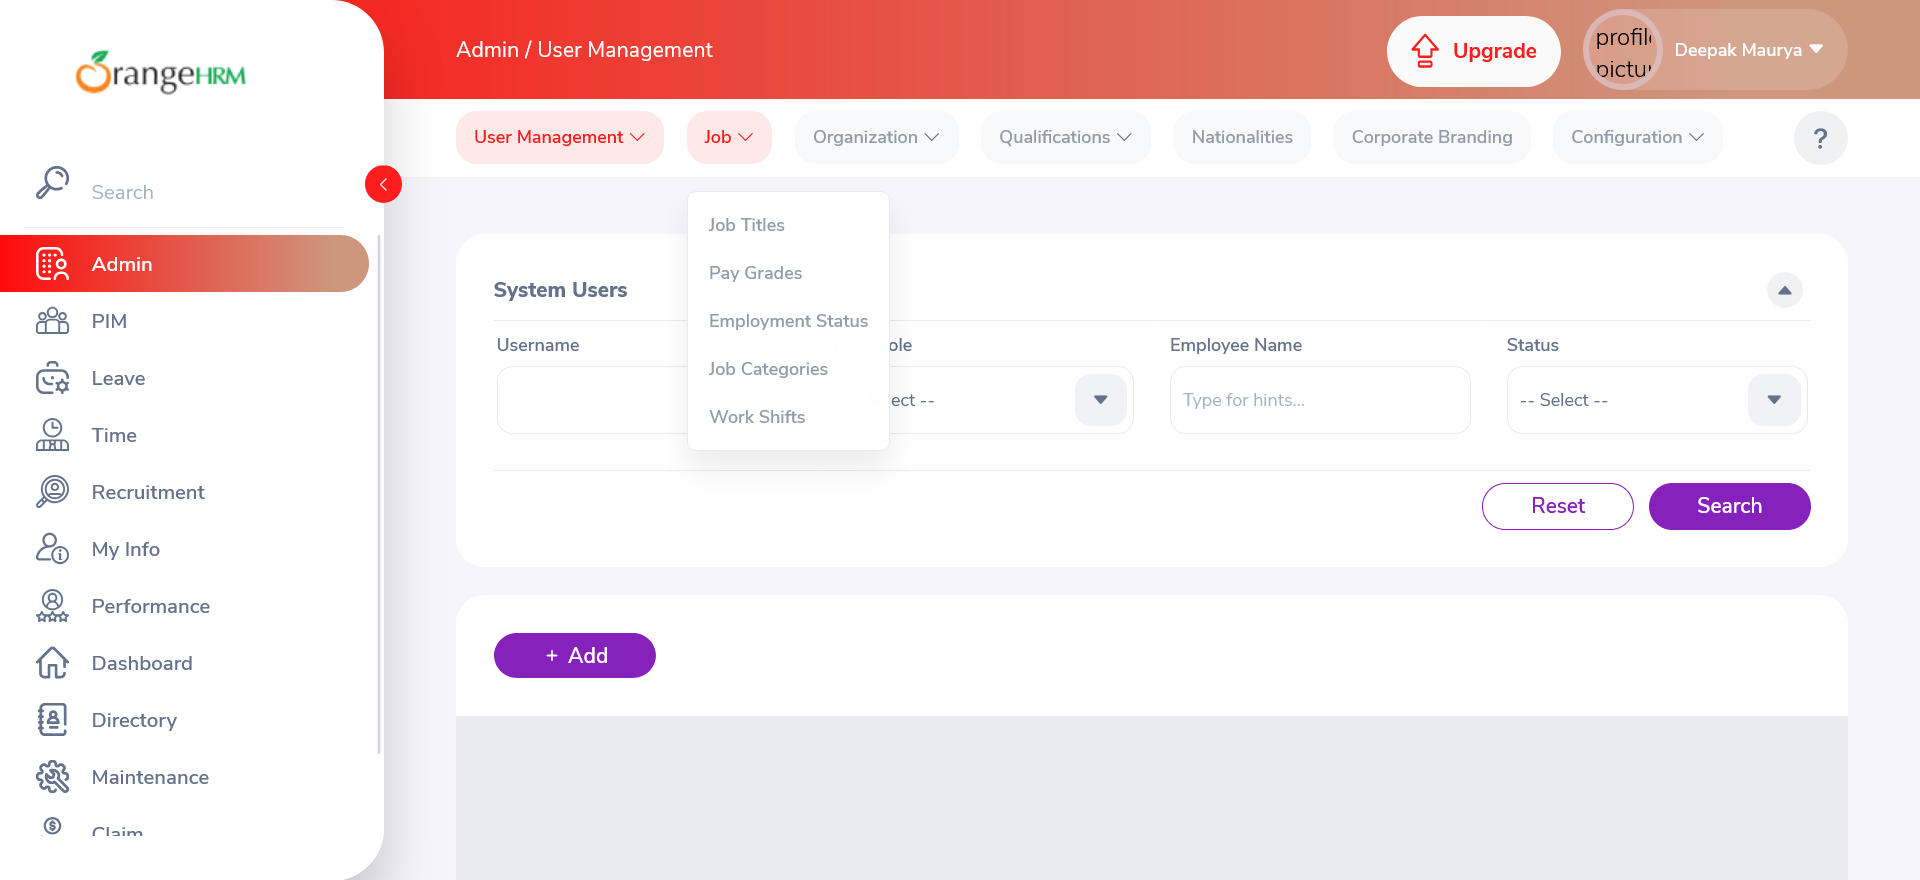 OrangeHRM
Admin / User Management
Upgrade
profile
picture
Deepak Maurya
User Management
Job
Organization
Qualifications
Nationalities
Corporate Branding
Configuration
?
Search
Admin
PIM
Leave
Time
Recruitment
My Info
Performance
Dashboard
Directory
Maintenance
Claim
Job Titles
Pay Grades
Employment Status
Job Categories
Work Shifts
System Users
Username
ole
Employee Name
Status
ect --
Type for hints...
-- Select --
Reset
Search
+ Add